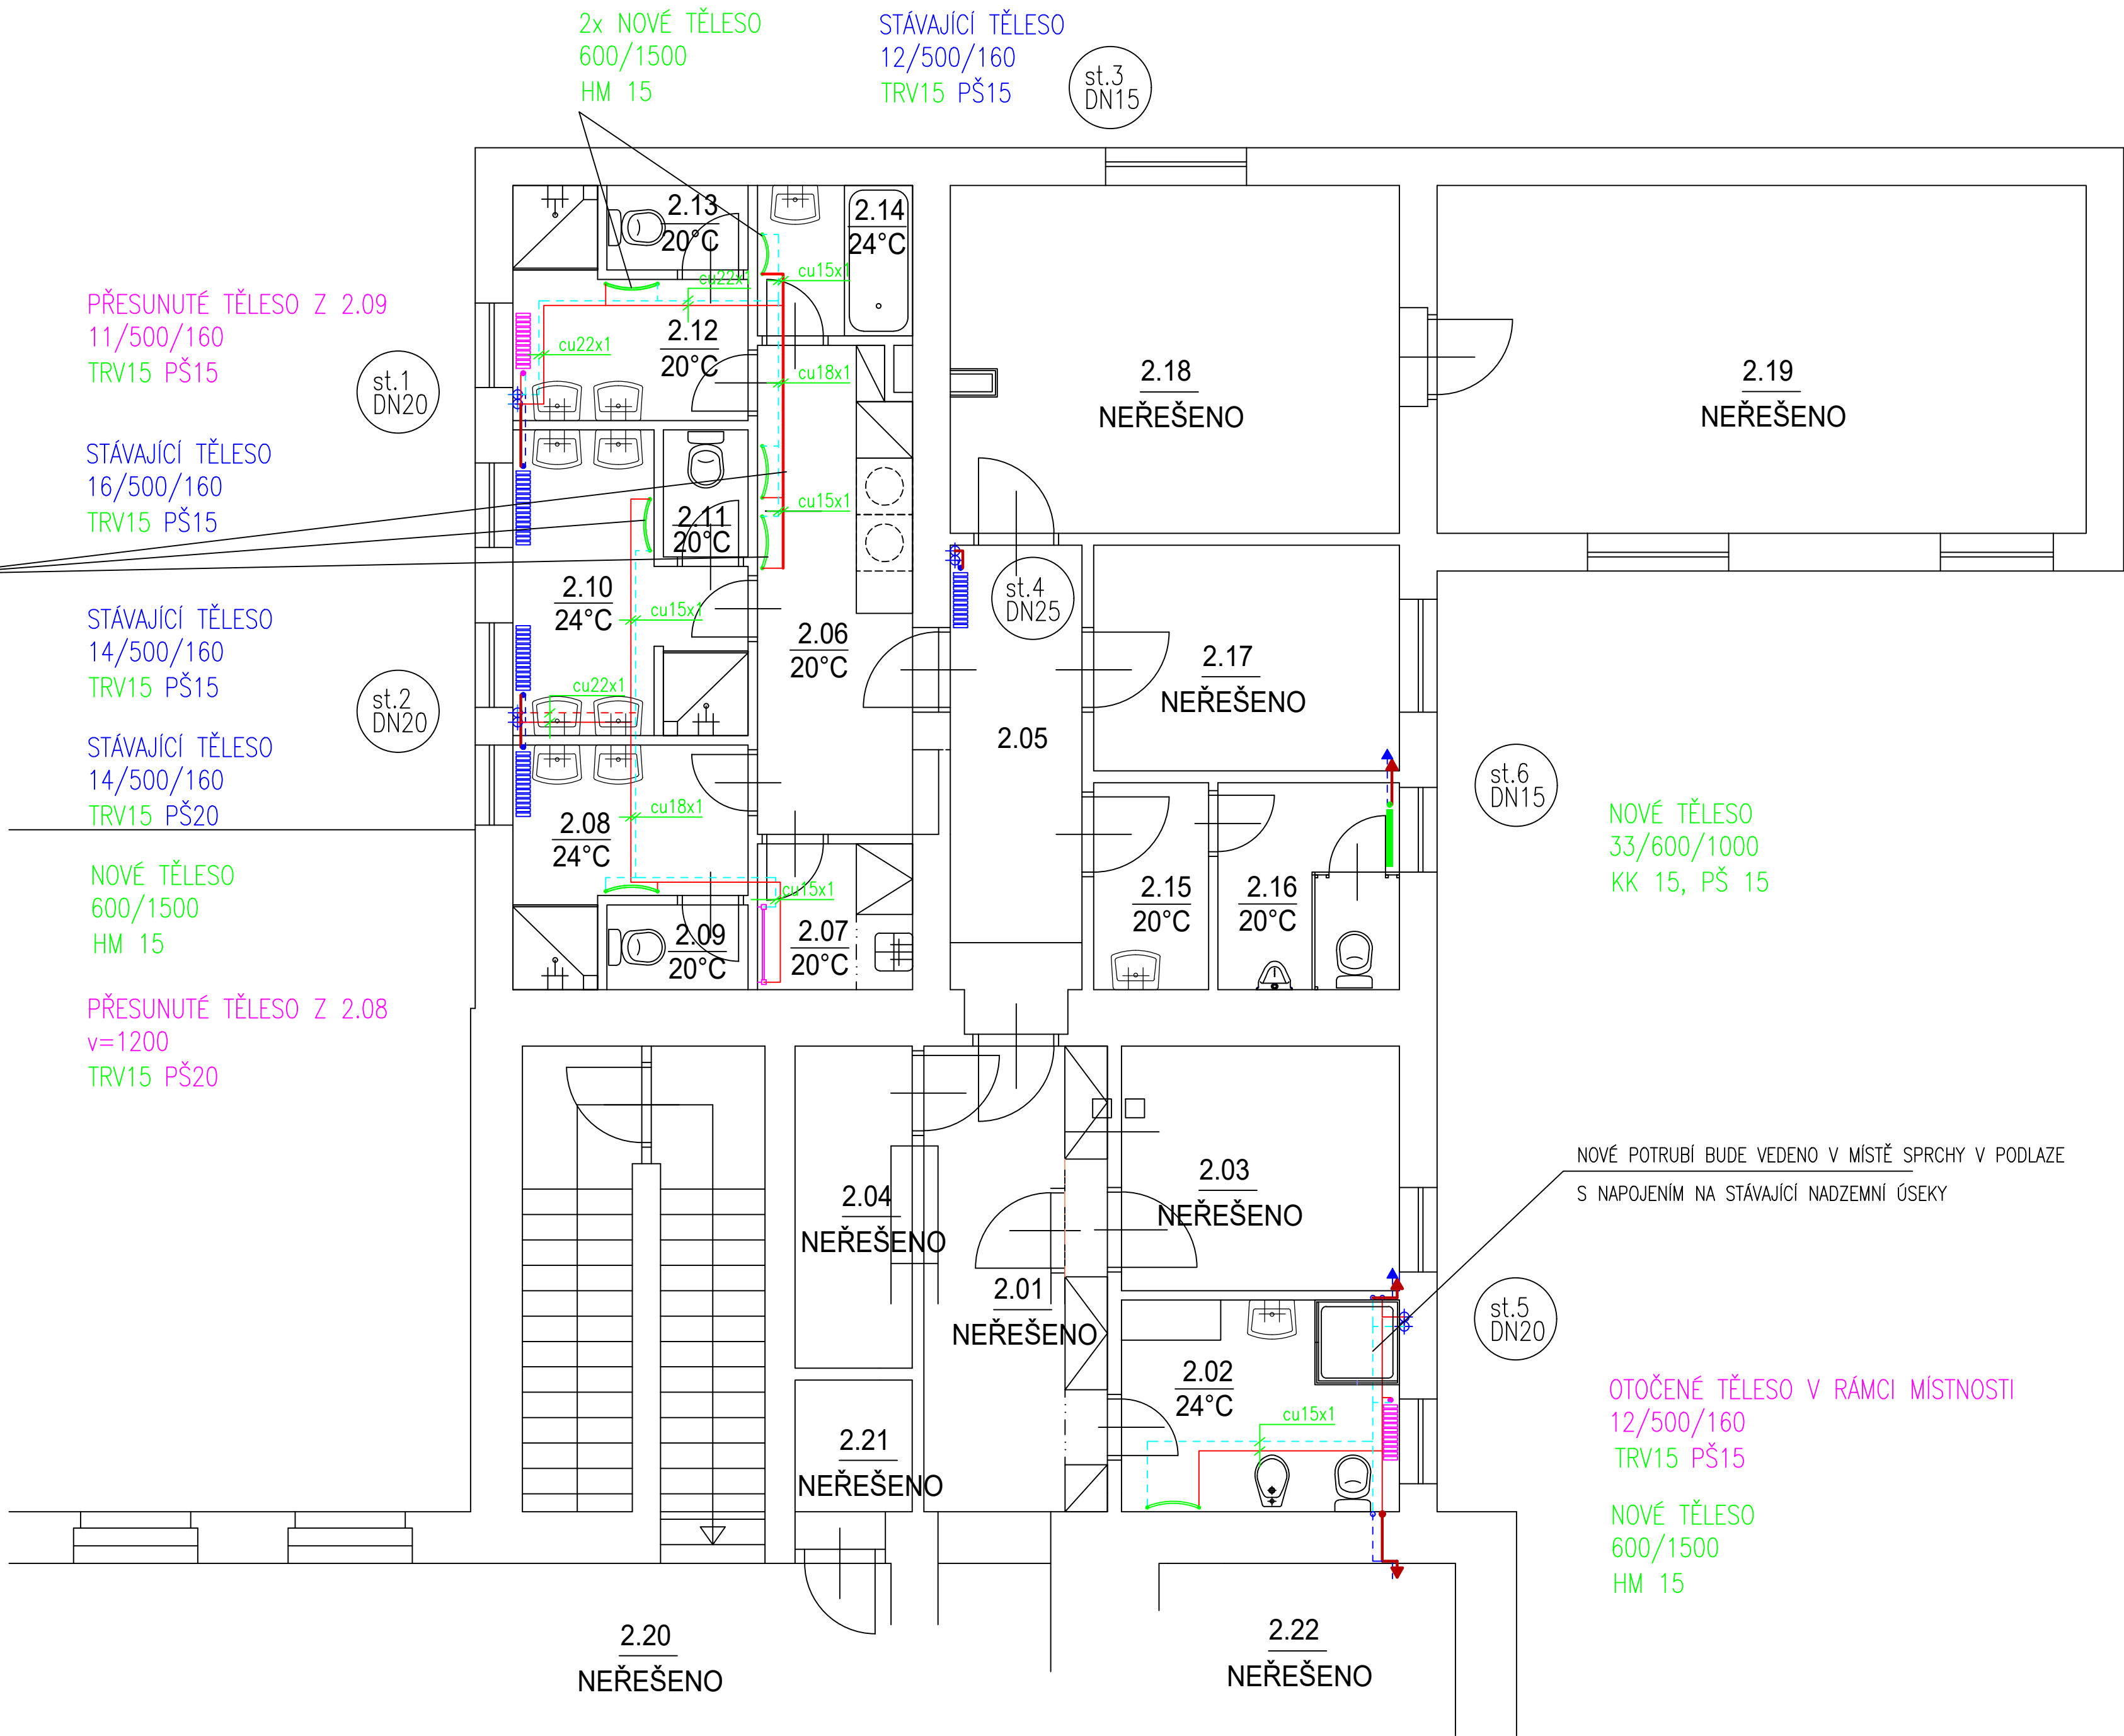 2x NOVÉ TĚLESO
600/1500
HM 15
STÁVAJÍCÍ TĚLESO
12/500/160
TRV15 PŠ15
st.3
DN15
PŘESUNUTÉ TĚLESO Z 2.09
11/500/160
TRV15 PŠ15
st.1
DN20
STÁVAJÍCÍ TĚLESO
16/500/160
TRV15 PŠ15
STÁVAJÍCÍ TĚLESO
14/500/160
TRV15 PŠ15
st.2
DN20
STÁVAJÍCÍ TĚLESO
14/500/160
TRV15 PŠ20
NOVÉ TĚLESO
600/1500
HM 15
PŘESUNUTÉ TĚLESO Z 2.08
v=1200
TRV15 PŠ20
2.13
20°C
2.14
24°C
cu22x1
cu15x1
2.12
20°C
cu22x1
cu18x1
2.11
20°C
cu15x1
2.10
24°C
cu15x1
2.06
20°C
cu22x1
2.08
24°C
cu18x1
cu15x1
2.09
20°C
2.07
20°C
2.18
NEŘEŠENO
2.19
NEŘEŠENO
st.4
DN25
2.17
NEŘEŠENO
2.05
2.15
20°C
2.16
20°C
st.6
DN15
NOVÉ TĚLESO
33/600/1000
KK 15, PŠ 15
2.04
NEŘEŠENO
2.03
NEŘEŠENO
2.01
NEŘEŠENO
NOVÉ POTRUBÍ BUDE VEDENO V MÍSTĚ SPRCHY V PODLAZE
S NAPOJENÍM NA STÁVAJÍCÍ NADZEMNÍ ÚSEKY
st.5
DN20
2.02
24°C
cu15x1
2.21
NEŘEŠENO
OTOČENÉ TĚLESO V RÁMCI MÍSTNOSTI
12/500/160
TRV15 PŠ15
NOVÉ TĚLESO
600/1500
HM 15
2.20
NEŘEŠENO
2.22
NEŘEŠENO